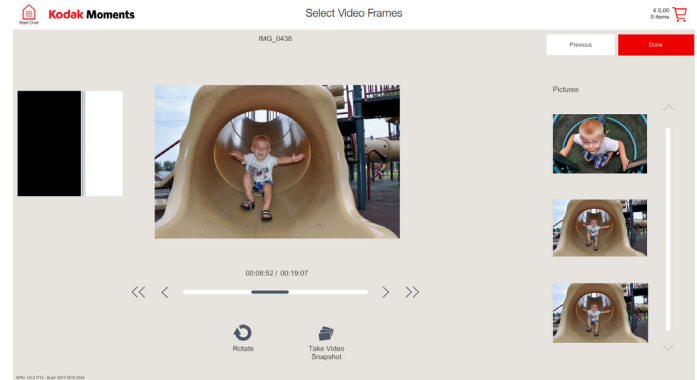 Start Over
Kodak Moments
Select Video Frames
€ 0,00
0 items
IMG_0438
Previous
Done
Pictures
00:08:52 / 00:19:07
Rotate
Take Video
Snapshot